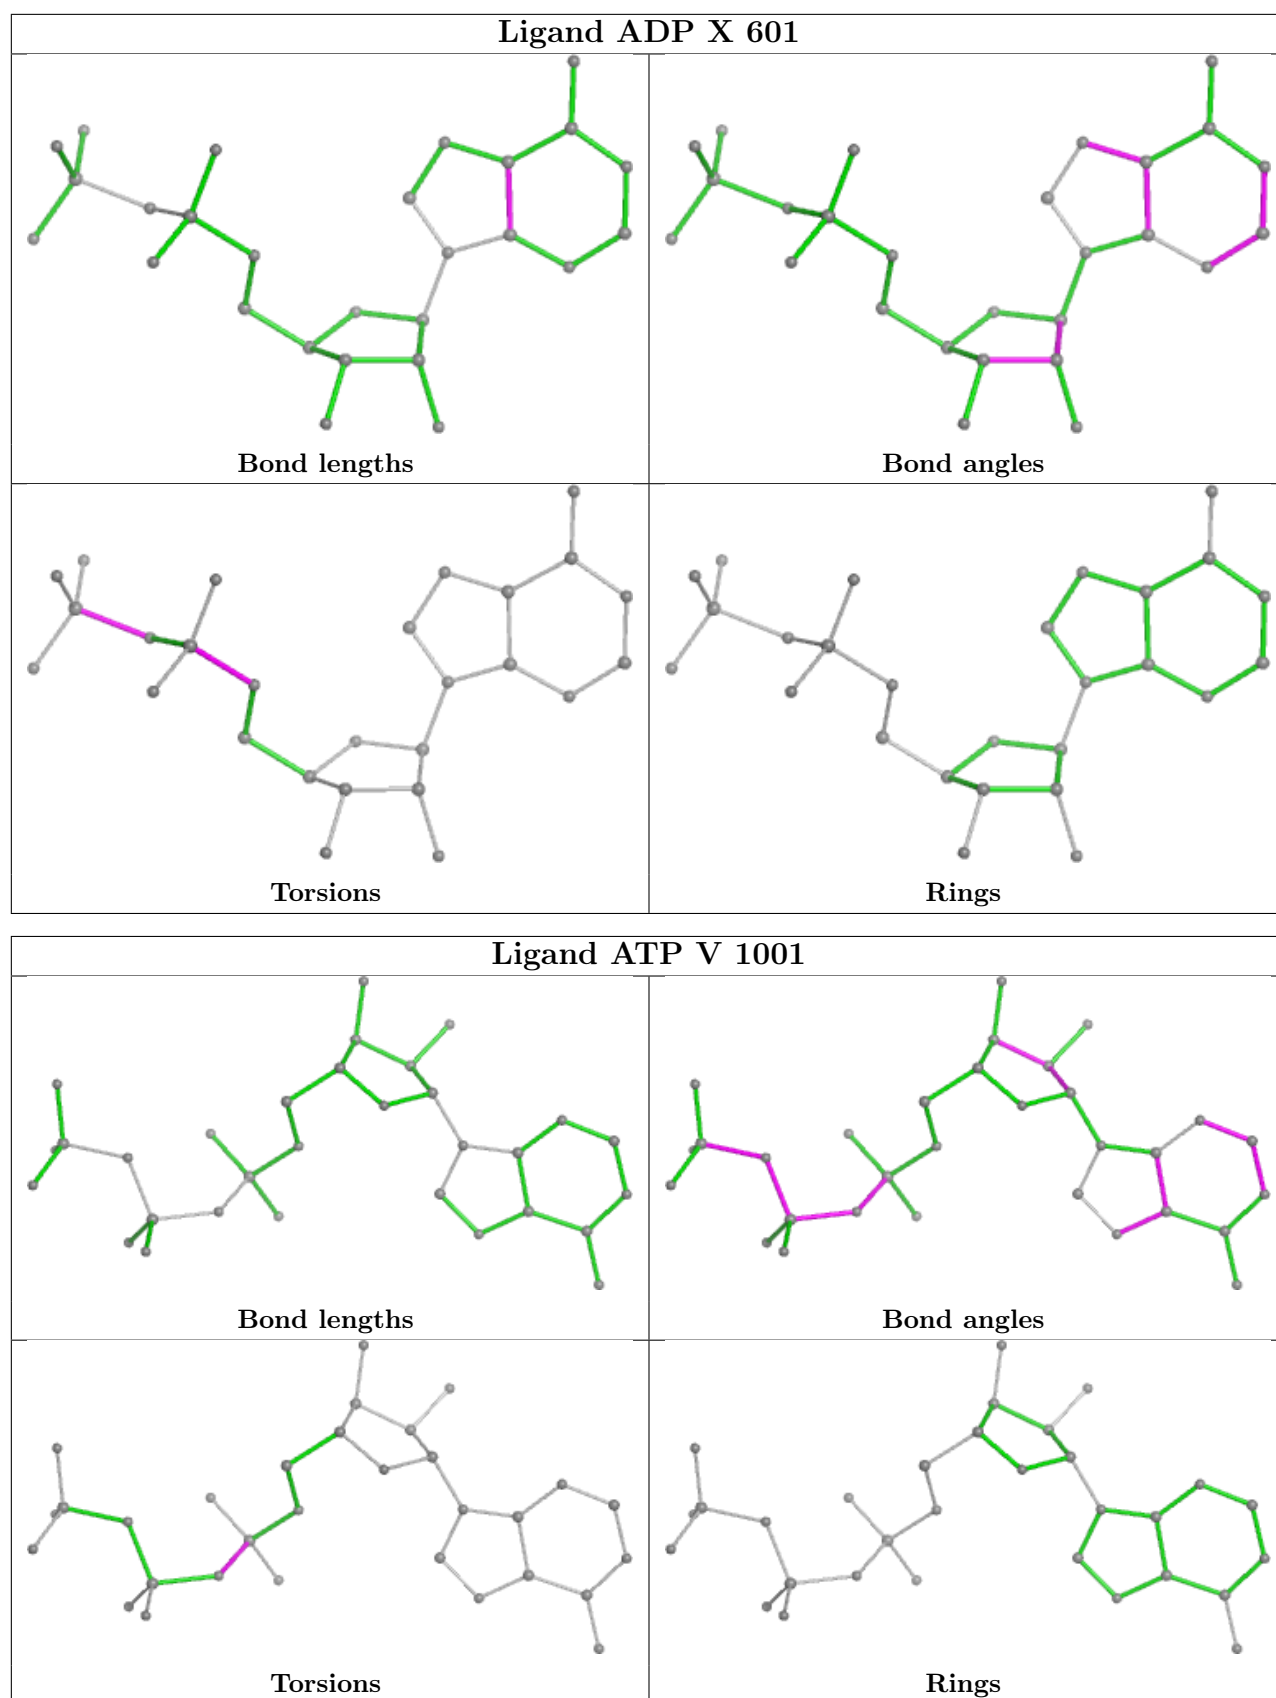 Ligand ADP X 601
Bond lengths
Bond angles
Torsions
Rings
Ligand ATP V 1001
Bond lengths
Bond angles
Torsions
Rings